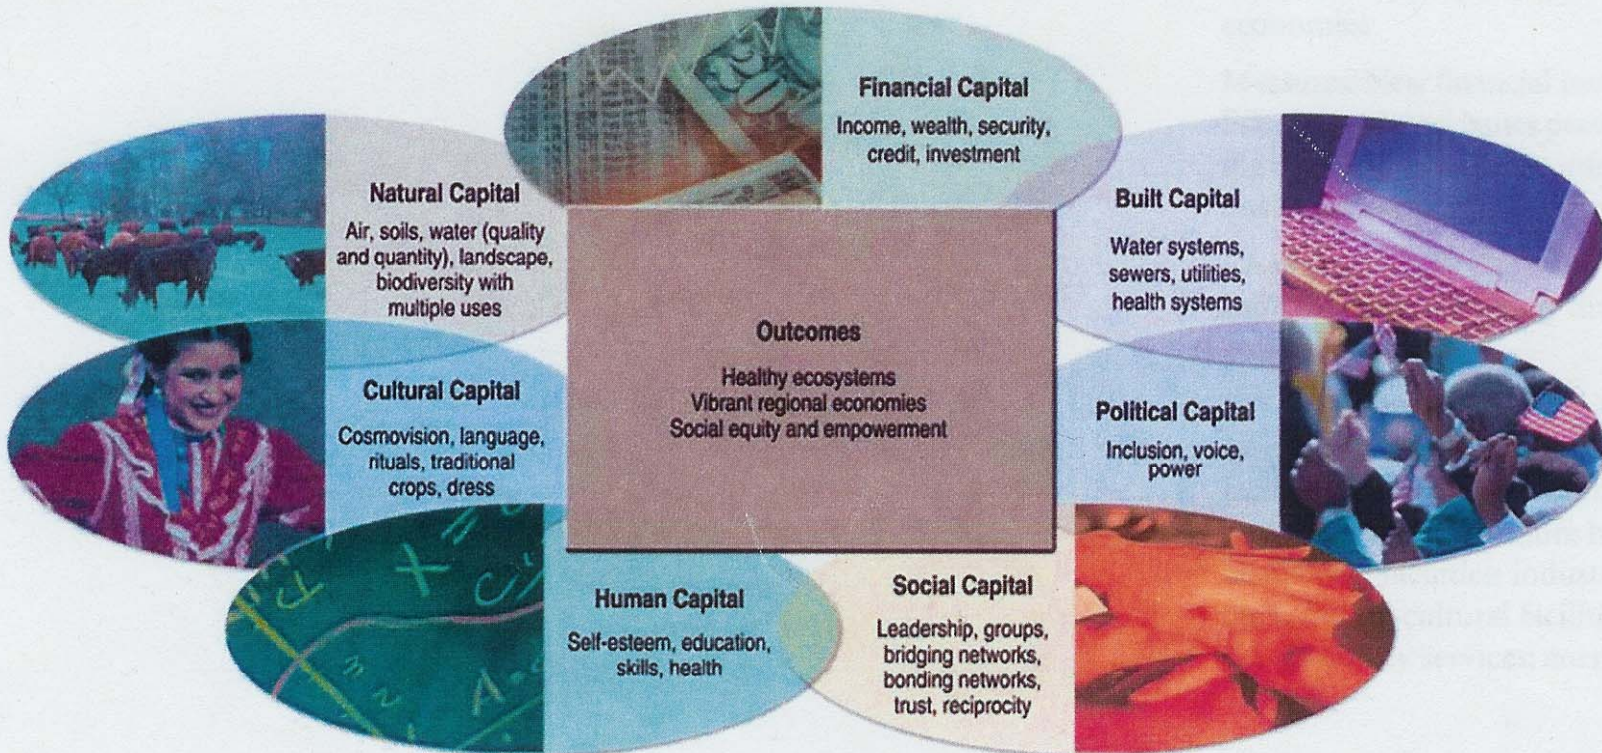 Financial Capital
Income, wealth, security,
credit, investment
Natural Capital
Air, soils, water (quality
and quantity), landscape,
biodiversity with
multiple uses
Built Capital
Water systems,
sewers, utilities,
health systems
Outcomes
Healthy ecosystems
Vibrant regional economies
Social equity and empowerment
Cultural Capital
Cosmovision, language,
rituals, traditional
crops, dress
Political Capital
Inclusion, voice,
power
Human Capital
Self-esteem, education,
skills, health
Social Capital
Leadership, groups,
bridging networks,
bonding networks,
trust, reciprocity